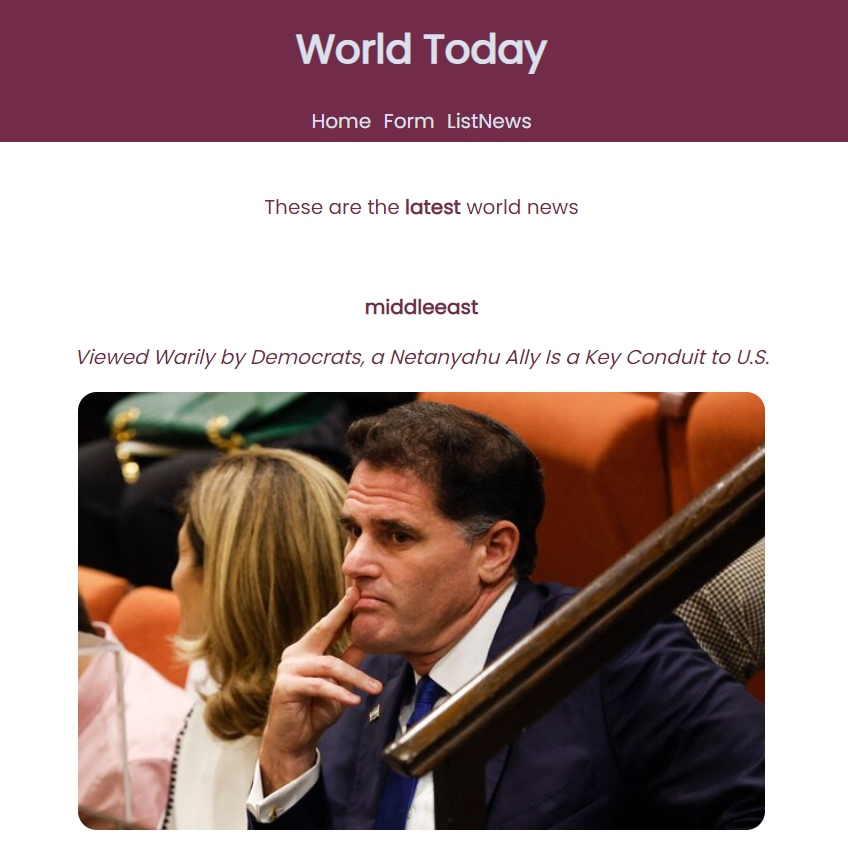 World Today
Home Form ListNews
These are the latest world news
middleeast
Viewed Warily by Democrats, a Netanyahu Ally Is a Key Conduit to U.S.